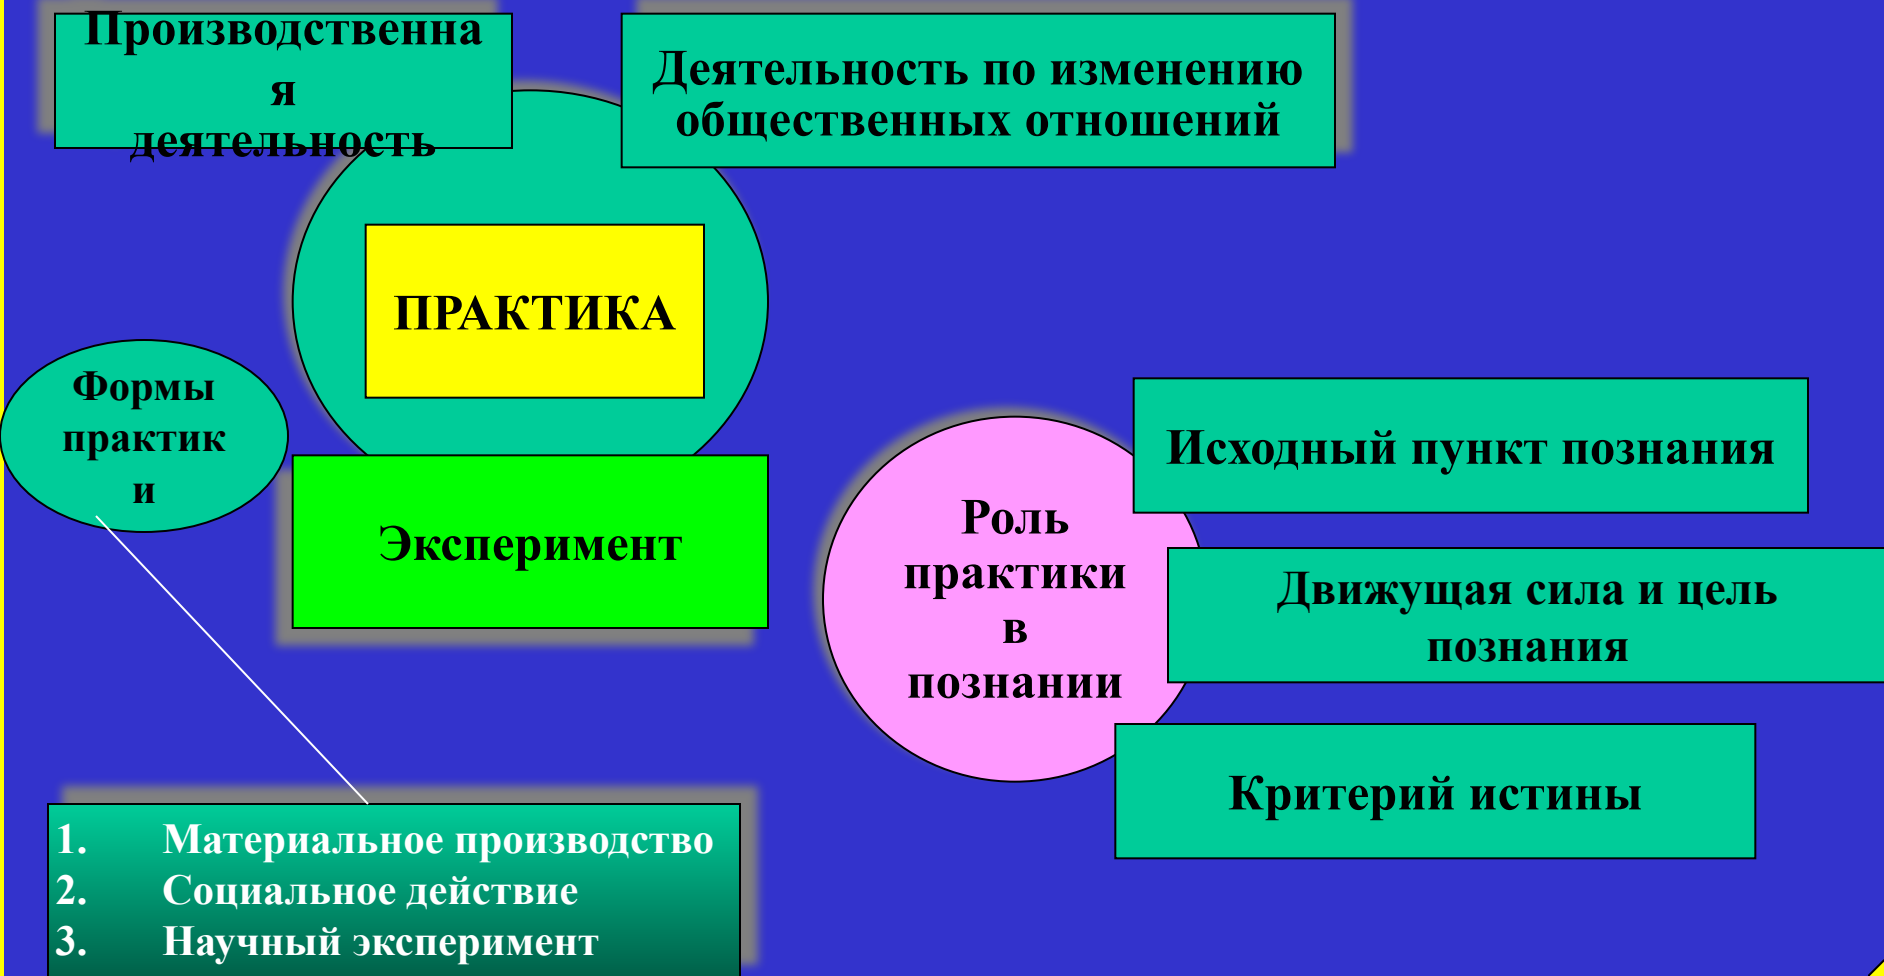 Производственна
я
деятельность
Деятельность по изменению
общественных отношений
ПРАКТИКА
Формы
практик
и
Эксперимент
Исходный пункт познания
Роль
практики
в
познании
Движущая сила и цель
познания
Критерий истины
1. Материальное производство
2. Социальное действие
3. Научный эксперимент